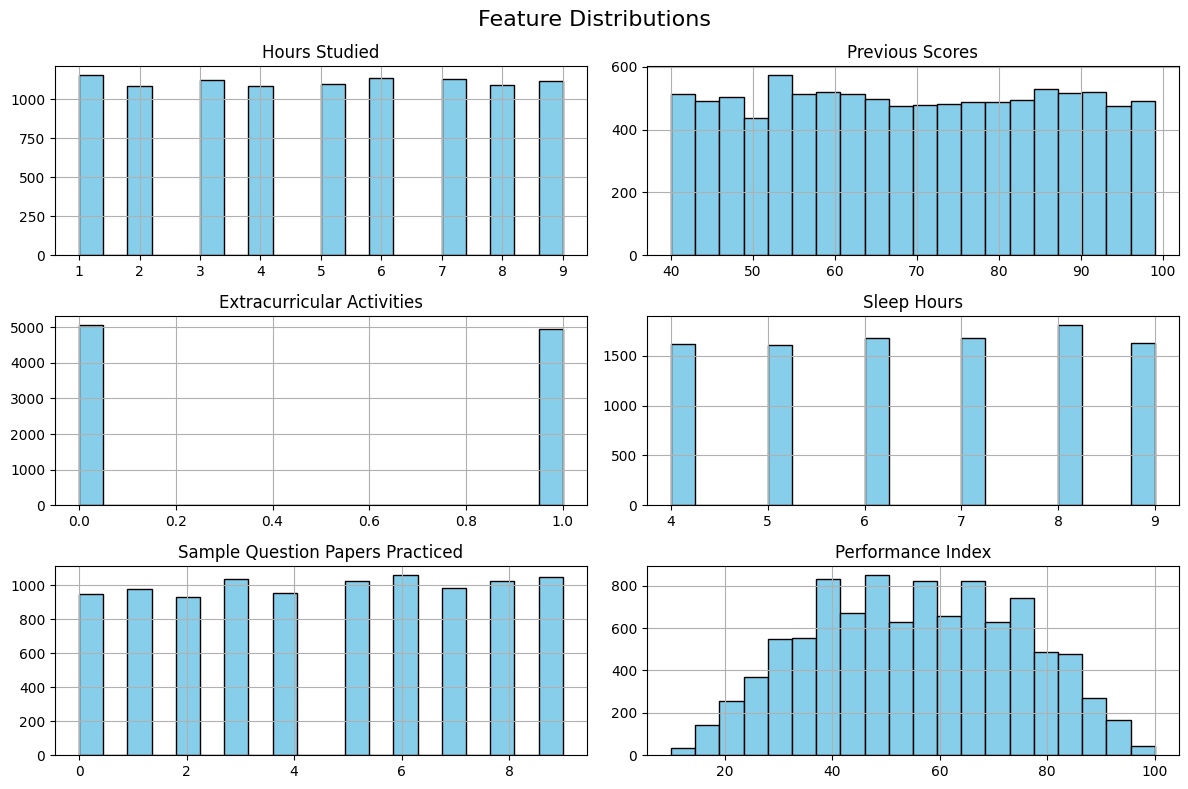 Feature Distributions
Hours Studied
1000
750
500
250
0
1 2 3 4 5 6 7 8 9
Previous Scores
600
400
200
0
40 50 60 70 80 90 100
Extracurricular Activities
5000
4000
3000
2000
1000
0
0.0 0.2 0.4 0.6 0.8 1.0
Sleep Hours
1500
1000
500
0
4 5 6 7 8 9
Sample Question Papers Practiced
1000
800
600
400
200
0
0 2 4 6 8
Performance Index
800
600
400
200
0
20 40 60 80 100